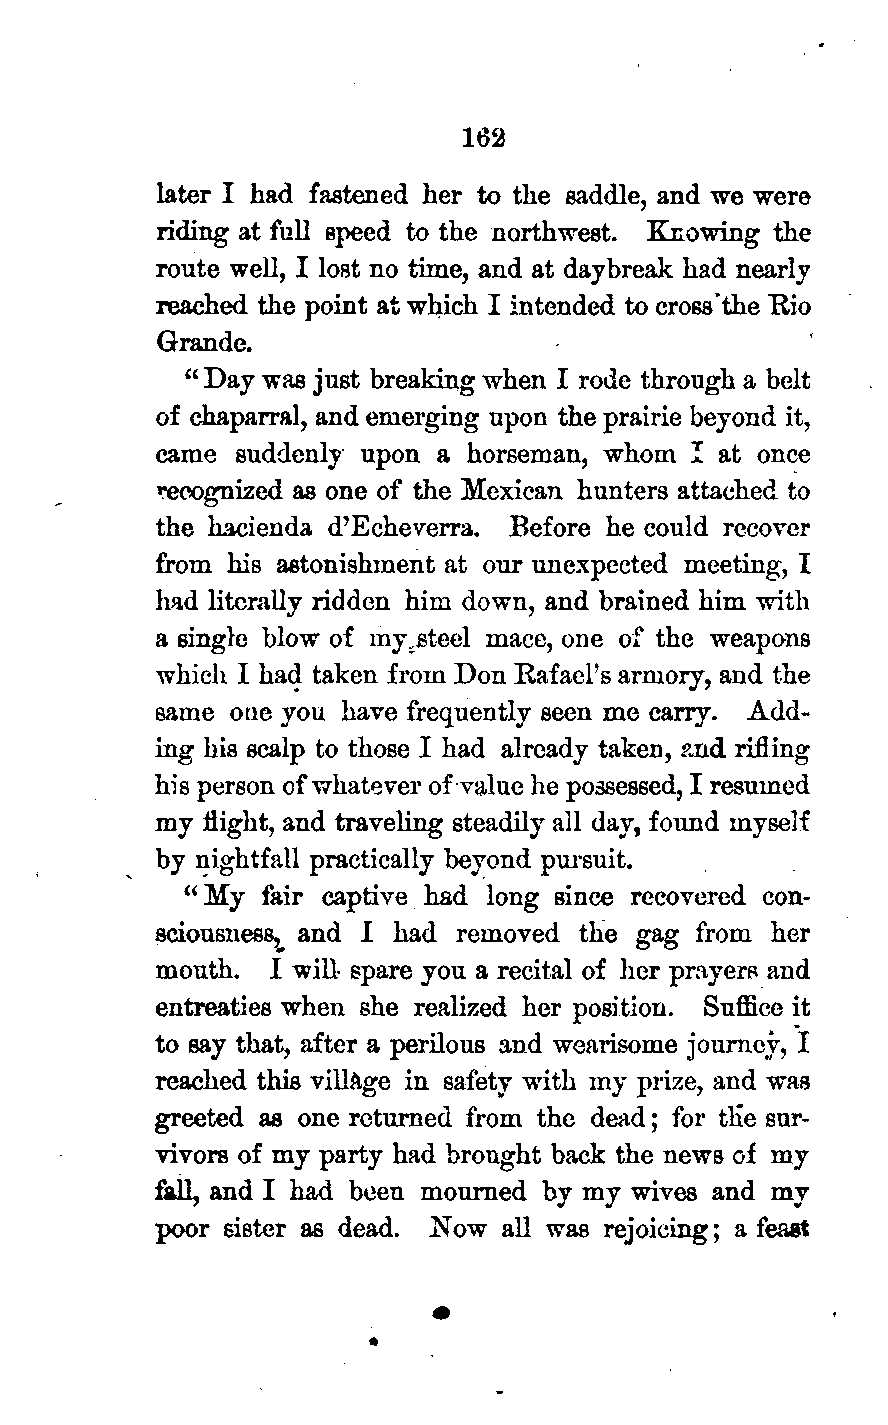 162
later I had fastened her to the saddle, and we were
riding at full speed to the northwest. Knowing the
route well, I lost no time, and at daybreak had nearly
reached the point at which I intended to cross the Rio
Grande.
“Day was just breaking when I rode through a belt
of chaparral, and emerging upon the prairie beyond it,
came suddenly upon a horseman, whom I at once
recognized as one of the Mexican hunters attached to
the hacienda d’Echeverra. Before he could recover
from his astonishment at our unexpected meeting, I
had literally ridden him down, and brained him with
a single blow of my steel mace, one of the weapons
which I had taken from Don Rafael’s armory, and the
same one you have frequently seen me carry. Add-
ing his scalp to those I had already taken, and rifling
his person of whatever of value he possessed, I resumed
my flight, and traveling steadily all day, found myself
by nightfall practically beyond pursuit.
“My fair captive had long since recovered con-
sciousness, and I had removed the gag from her
mouth. I will spare you a recital of her prayers and
entreaties when she realized her position. Suffice it
to say that, after a perilous and wearisome journey, I
reached this village in safety with my prize, and was
greeted as one returned from the dead; for the sur-
vivors of my party had brought back the news of my
fall, and I had been mourned by my wives and my
poor sister as dead. Now all was rejoicing; a feast